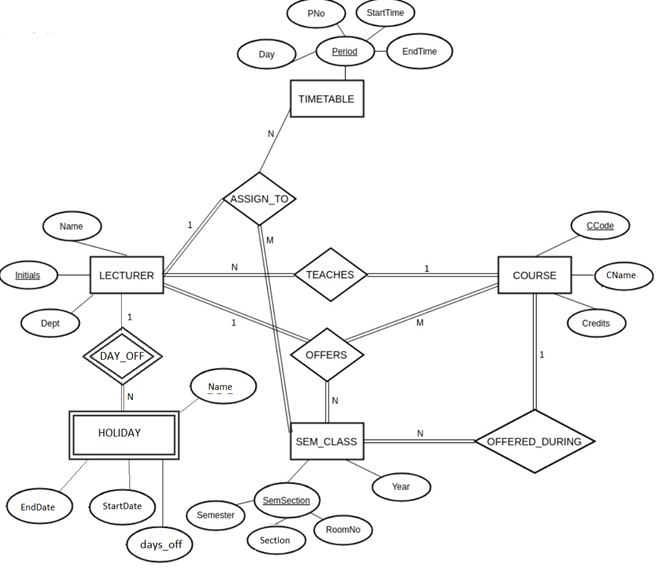 PNo
StartTime
Day
Period
EndTime
TIMETABLE
N
ASSIGN_TO
1
M
Name
CCode
Initials
LECTURER
N
TEACHES
1
COURSE
CName
Dept
1
1
M
Credits
DAY_OFF
OFFERS
1
N
Name
N
HOLIDAY
SEM_CLASS
N
OFFERED_DURING
EndDate
StartDate
days_off
Semester
SemSection
Year
Section
RoomNo